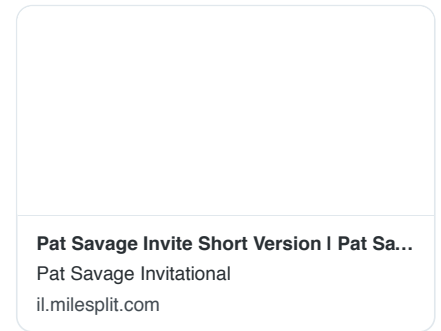 Pat Savage Invite Short Version | Pat Sa...
Pat Savage Invitational
il.milesplit.com